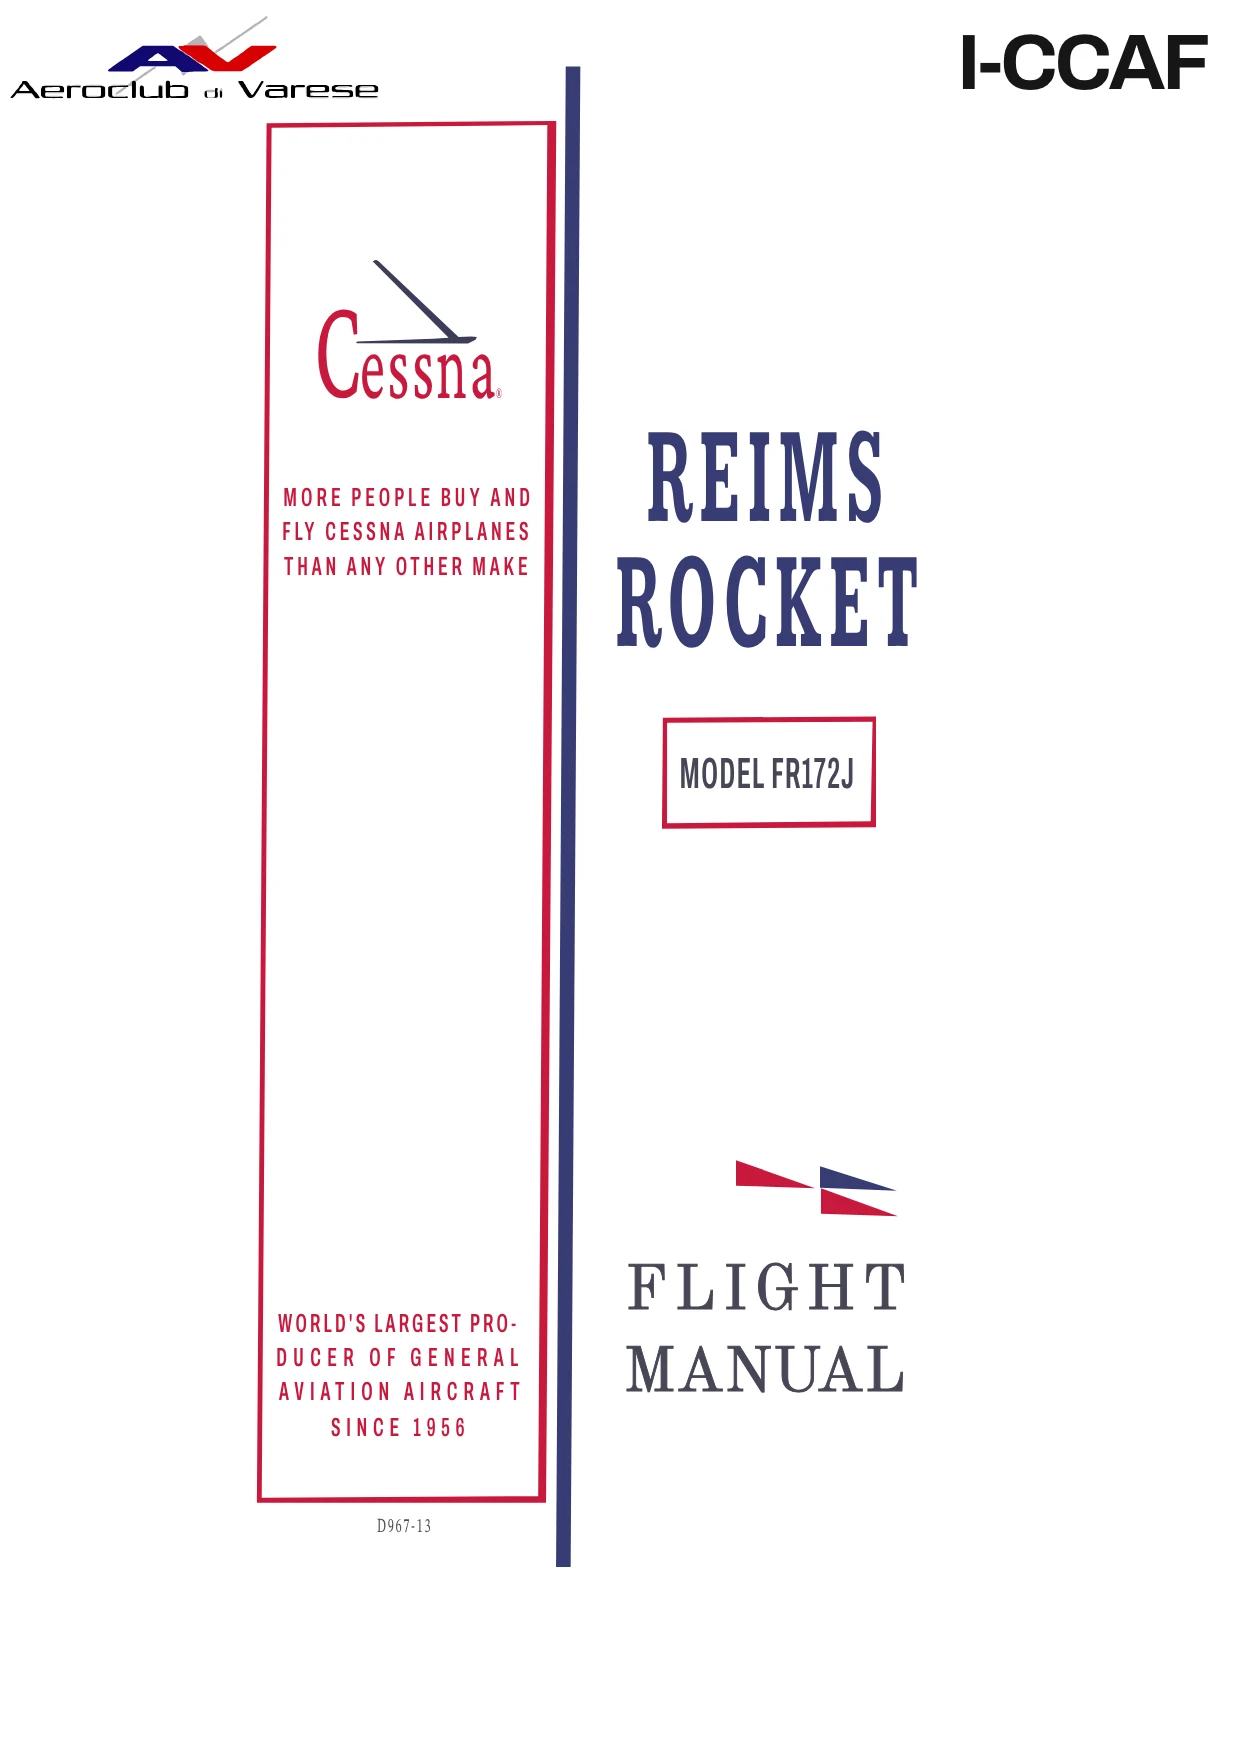 Aeroclub di Varese
I-CCAF
Cessna®
MORE PEOPLE BUY AND
FLY CESSNA AIRPLANES
THAN ANY OTHER MAKE
WORLD'S LARGEST PRO-
DUCER OF GENERAL
AVIATION AIRCRAFT
SINCE 1956
D967-13
REIMS
ROCKET
MODEL FR172J
FLIGHT
MANUAL